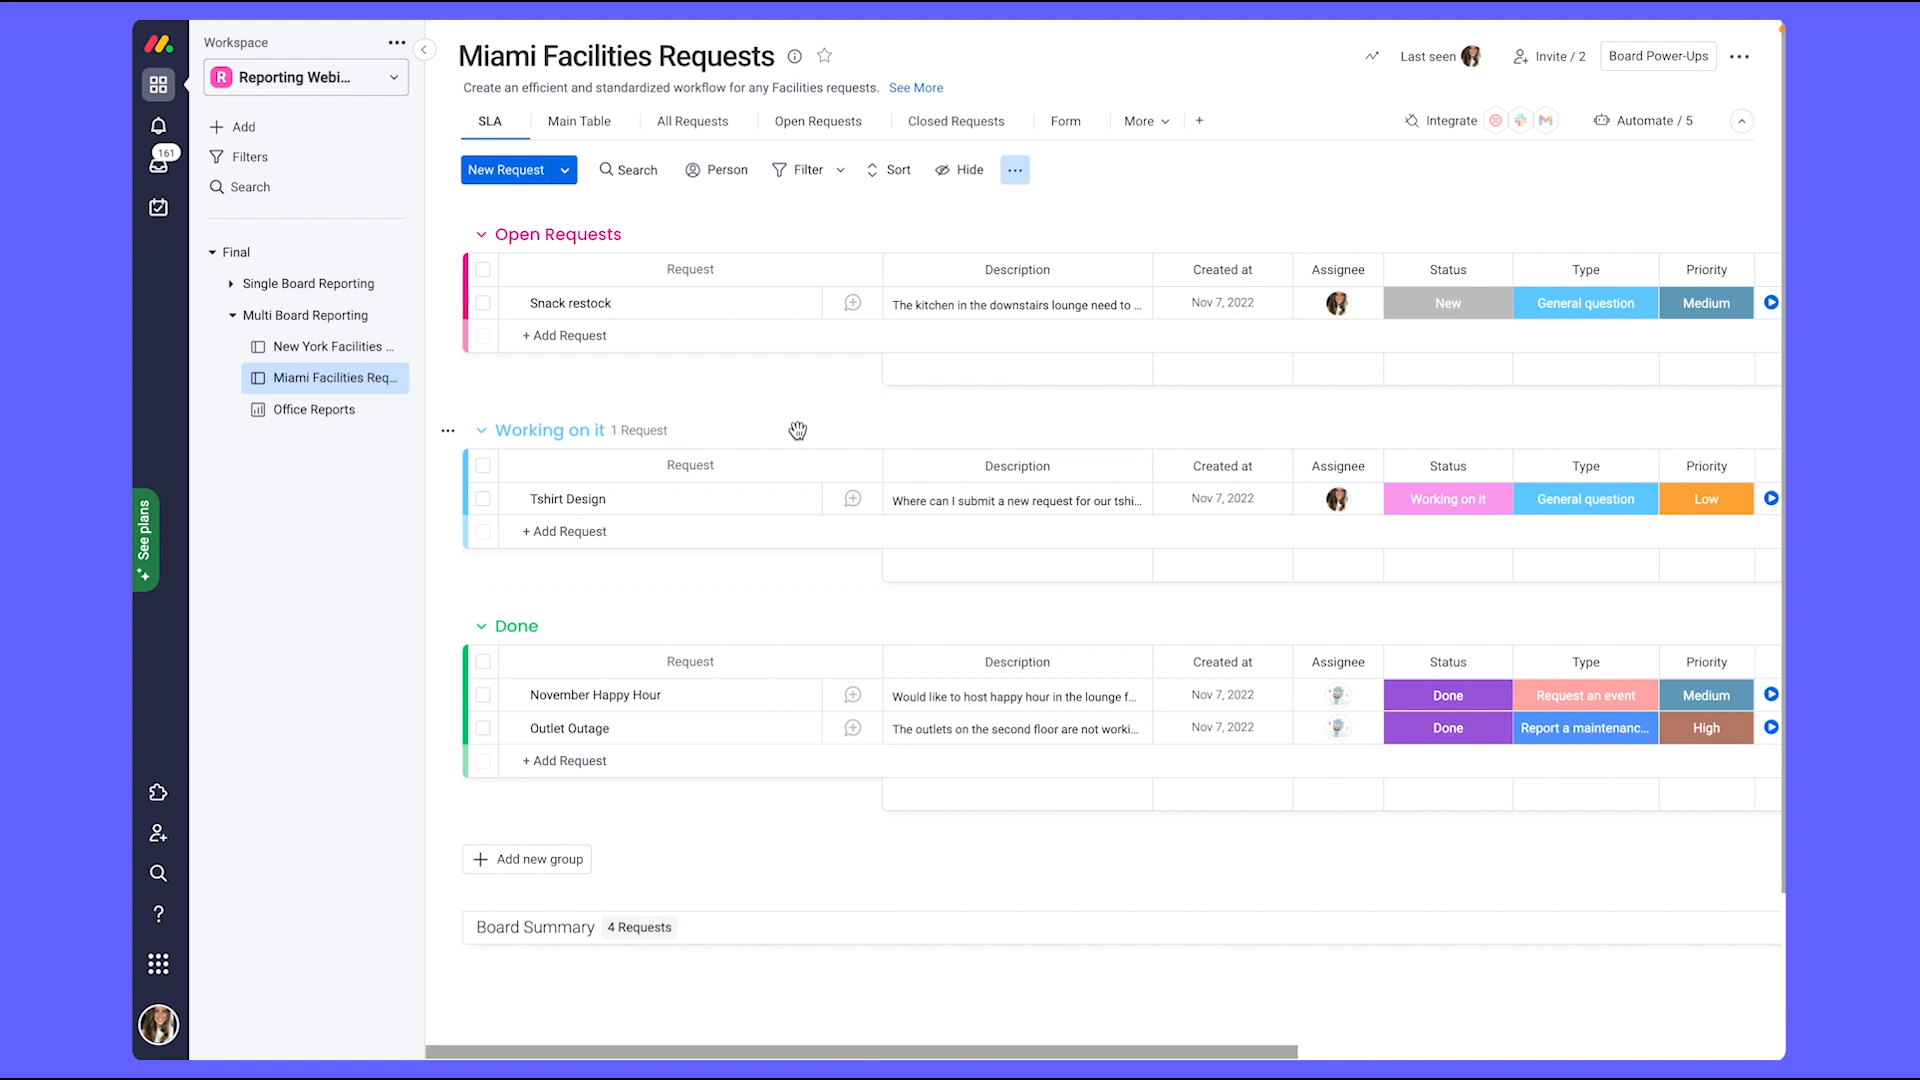 Workspace
R Reporting Webi...
Add
Filters
Search
161
Final
Single Board Reporting
Multi Board Reporting
New York Facilities ...
Miami Facilities Req...
Office Reports
See plans
?
Miami Facilities Requests
Last seen
Invite / 2
Board Power-Ups
Create an efficient and standardized workflow for any Facilities requests. See More
SLA
Main Table
All Requests
Open Requests
Closed Requests
Form
More
+
Integrate
Automate / 5
New Request
Search
Person
Filter
Sort
Hide
Open Requests
Request Description Created at Assignee Status Type Priority
Snack restock The kitchen in the downstairs lounge need to ... Nov 7, 2022 New General question Medium
+ Add Request
Working on it 1 Request
Request Description Created at Assignee Status Type Priority
Tshirt Design Where can I submit a new request for our tshi... Nov 7, 2022 Working on it General question Low
+ Add Request
Done
Request Description Created at Assignee Status Type Priority
November Happy Hour Would like to host happy hour in the lounge f... Nov 7, 2022 Done Request an event Medium
Outlet Outage The outlets on the second floor are not worki... Nov 7, 2022 Done Report a maintenanc... High
+ Add Request
+ Add new group
Board Summary 4 Requests